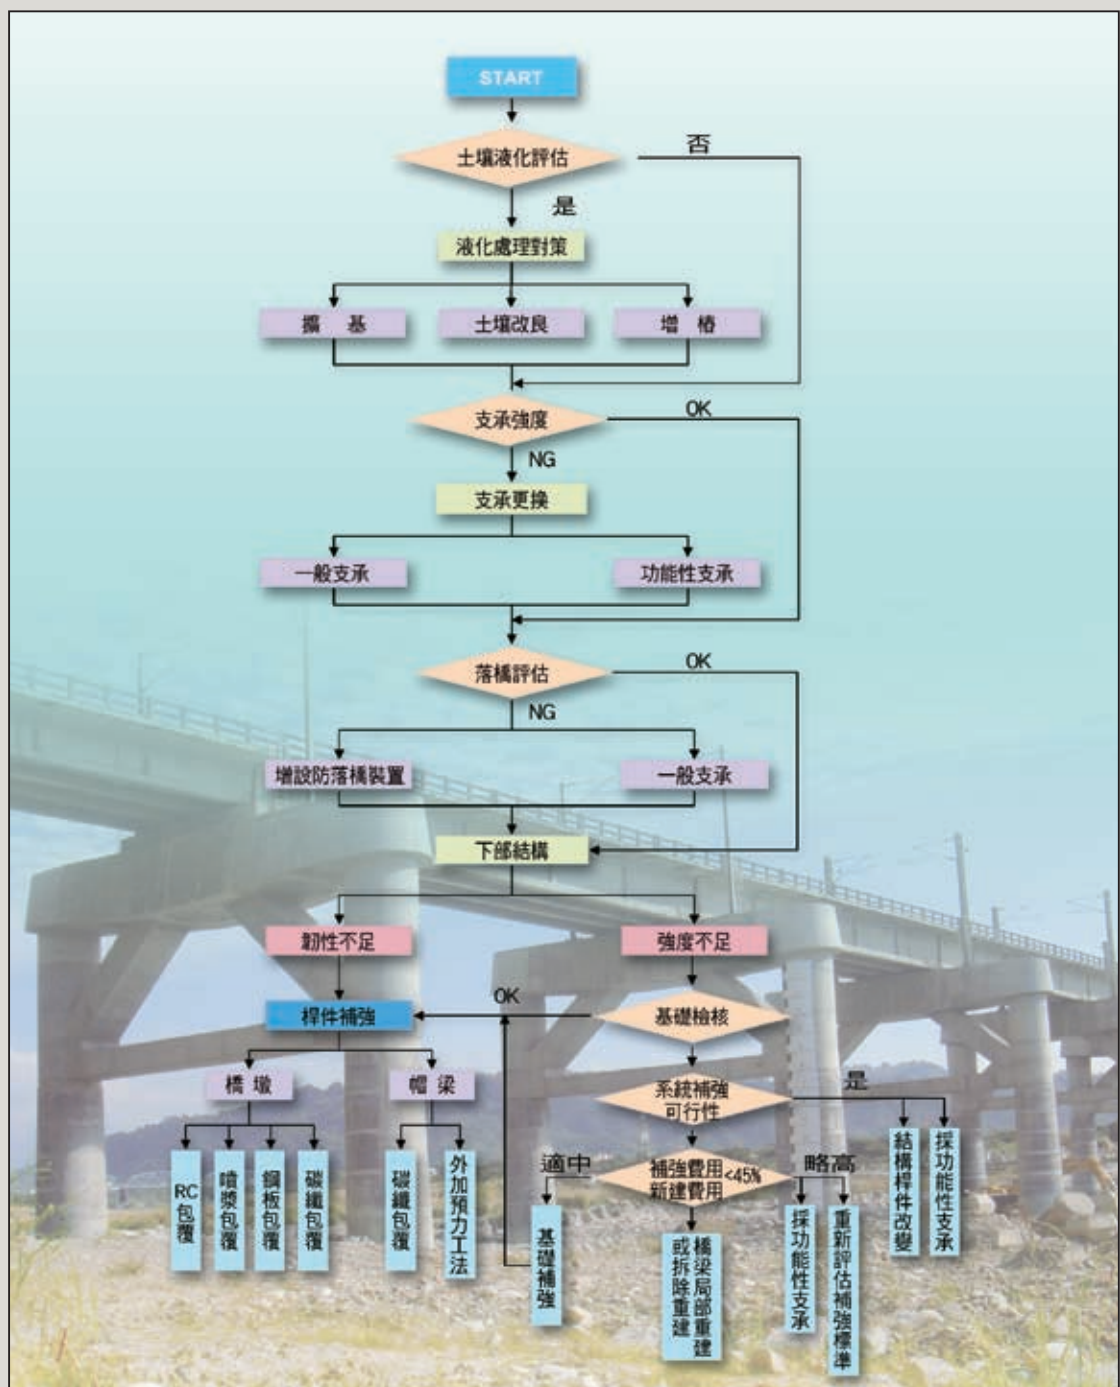 START
土壤液化評估
否
是
液化處理對策
擴 基
土壤改良
增 樁
支承強度
OK
NG
支承更換
一般支承
功能性支承
落橋評估
OK
NG
增設防落橋裝置
一般支承
下部結構
韌性不足
強度不足
OK
桿件補強
基礎檢核
橋 墩
帽 梁
系統補強
可行性
是
RC包覆
噴漿包覆
鋼板包覆
碳纖包覆
碳纖包覆
外加預力工法
適中
補強費用
新建費用
<45%
略高
結構桿件改變
採功能性支承
基礎補強
橋梁局部重建
或拆除重建
採功能性支承
重新評估補強標準